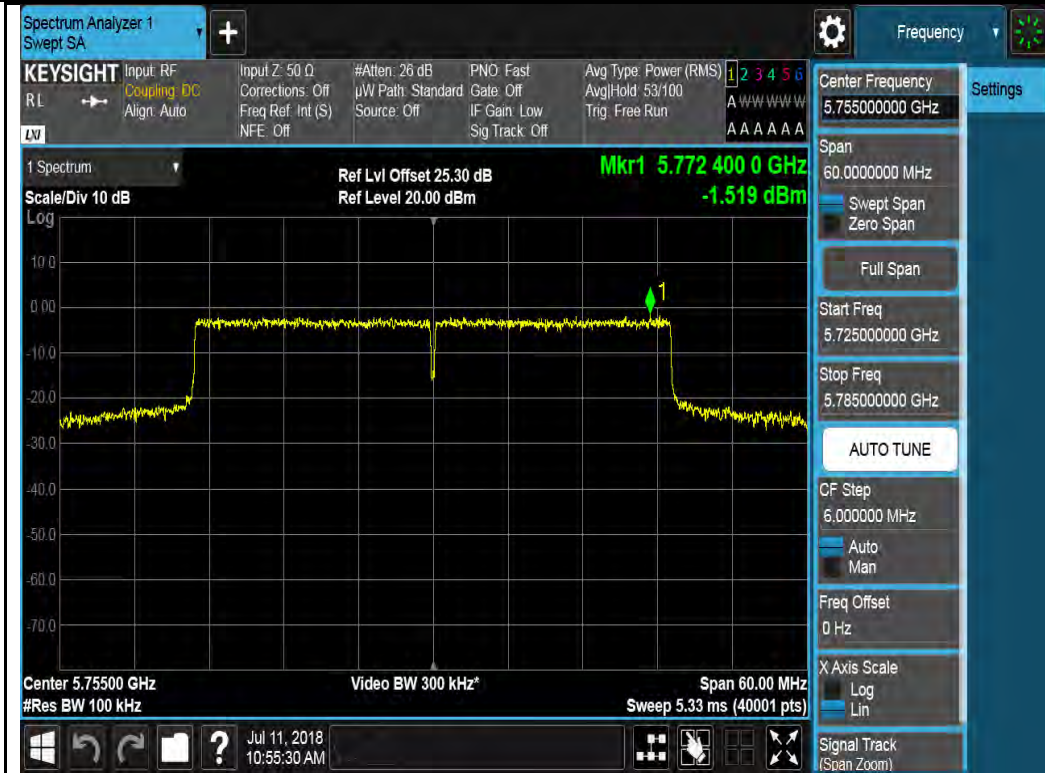 Spectrum Analyzer 1
Swept SA
+
Frequency
KEYSIGHT
RL
LXI
Input: RF
Coupling: DC
Align: Auto
Input Z: 50 Ω
Corrections: Off
Freq Ref: Int (S)
NFE: Off
#Atten: 26 dB
µW Path: Standard
Source: Off
PNO: Fast
Gate: Off
IF Gain: Low
Sig Track: Off
Avg Type: Power (RMS)
Avg|Hold: 53/100
Trig: Free Run
1 2 3 4 5 6
A W W W W W
A A A A A A
1 Spectrum
Scale/Div 10 dB
Log
Ref Lvl Offset 25.30 dB
Ref Level 20.00 dBm
Mkr1 5.772 400 0 GHz
-1.519 dBm
10.0
0.00
-10.0
-20.0
-30.0
-40.0
-50.0
-60.0
-70.0
1
Center 5.75500 GHz
#Res BW 100 kHz
Video BW 300 kHz*
Span 60.00 MHz
Sweep 5.33 ms (40001 pts)
?
Jul 11, 2018
10:55:30 AM
Center Frequency
5.755000000 GHz
Span
60.0000000 MHz
Swept Span
Zero Span
Full Span
Start Freq
5.725000000 GHz
Stop Freq
5.785000000 GHz
AUTO TUNE
CF Step
6.000000 MHz
Auto
Man
Freq Offset
0 Hz
X Axis Scale
Log
Lin
Signal Track
(Span Zoom)
Settings